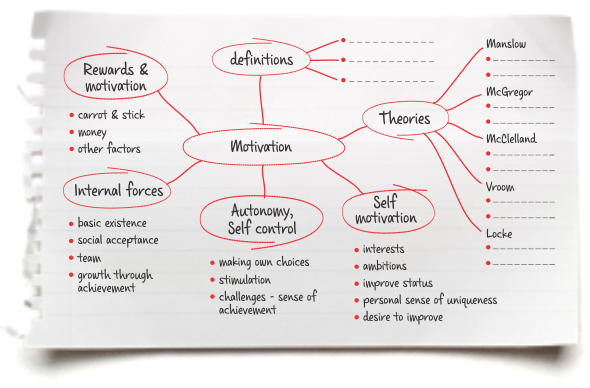 Rewards &
motivation
• carrot & stick
• money
• other factors
definitions
Motivation
Theories
Manslow
McGregor
McClelland
Vroom
Locke
Internal forces
• basic existence
• social acceptance
• team
• growth through
achievement
Autonomy,
Self control
• making own choices
• stimulation
• challenges - sense of
achievement
Self
motivation
• interests
• ambitions
• improve status
• personal sense of uniqueness
• desire to improve